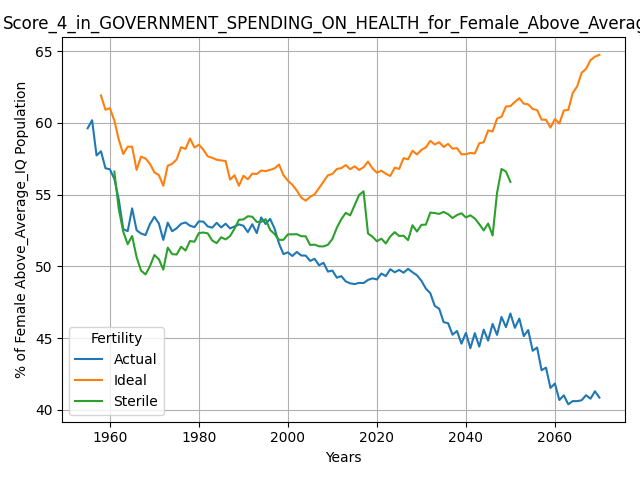 Score_4_in_GOVERNMENT_SPENDING_ON_HEALTH_for_Female_Above_Averag
% of Female Above_Average_IQ Population
65
60
55
50
45
40
Fertility
Actual
Ideal
Sterile
1960 1980 2000 2020 2040 2060
Years